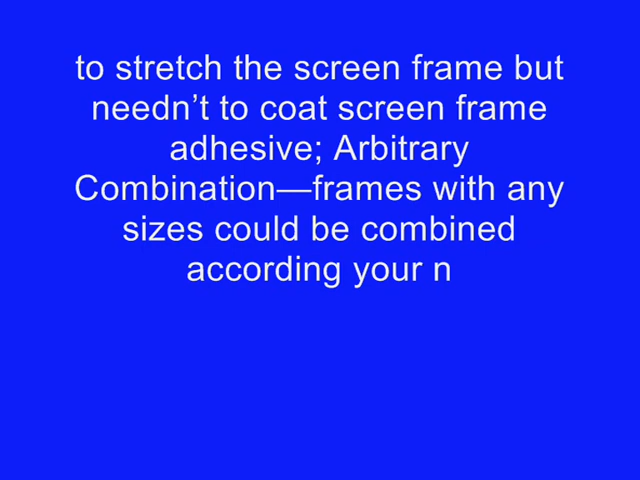 to stretch the screen frame but
needn’t to coat screen frame
adhesive; Arbitrary
Combination—frames with any
sizes could be combined
according your n